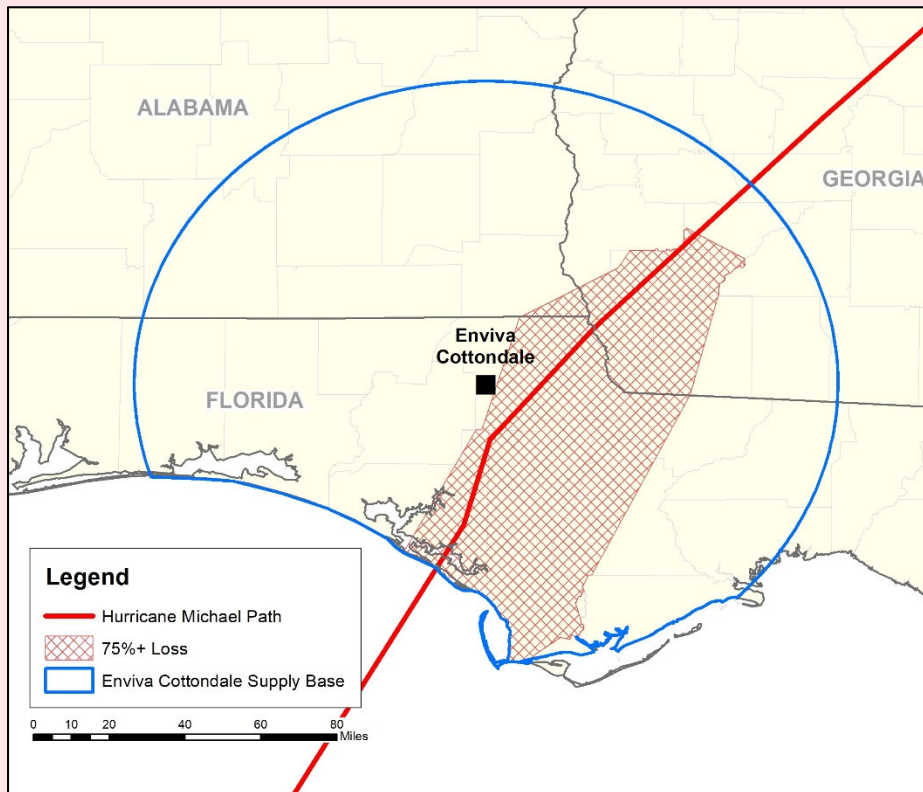 ALABAMA
GEORGIA
Enviva
Cottondale
FLORIDA
Legend
Hurricane Michael Path
75%+ Loss
Enviva Cottondale Supply Base
0 10 20 40 60 80
Miles